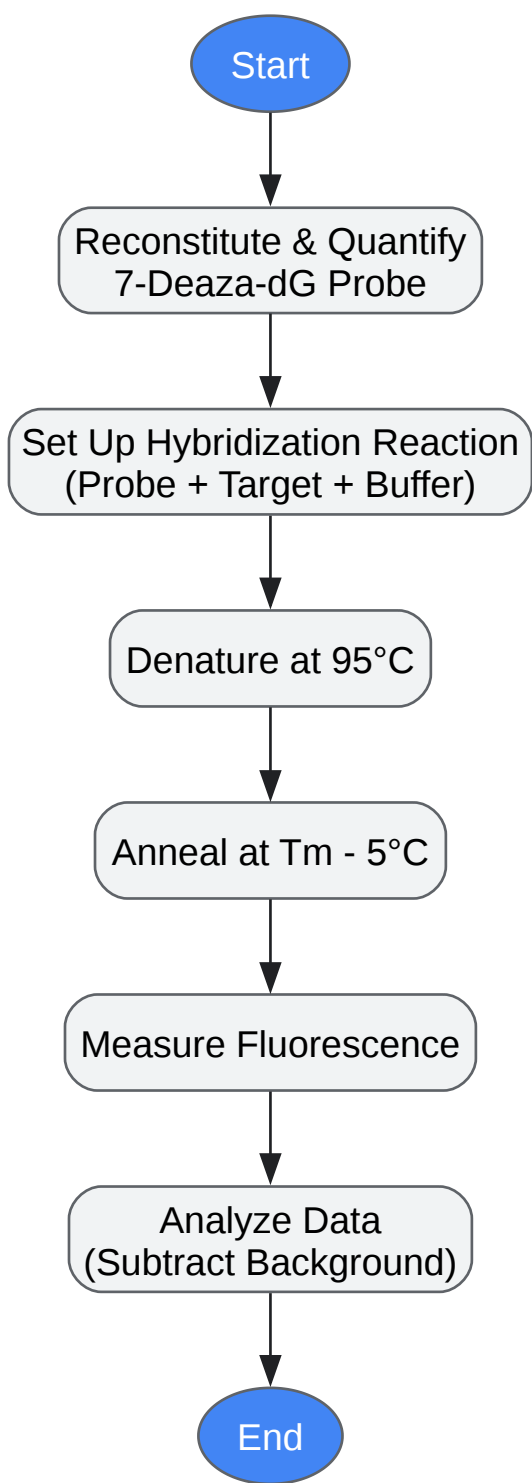 Start
Reconstitute & Quantify
7-Deaza-dG Probe
Set Up Hybridization Reaction
(Probe + Target + Buffer)
Denature at 95°C
Anneal at Tm - 5°C
Measure Fluorescence
Analyze Data
(Subtract Background)
End